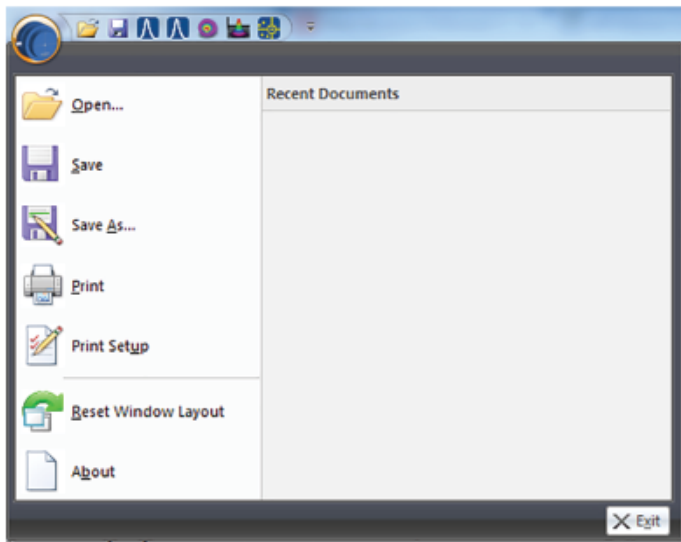 Recent Documents
Open...
Save
Save As...
Print
Print Setup
Reset Window Layout
About
Exit